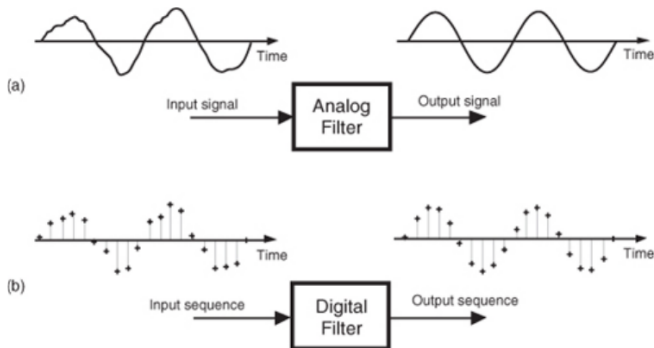 Time
Time
(a)
Input signal
Analog
Filter
Output signal
Time
Time
(b)
Input sequence
Digital
Filter
Output sequence